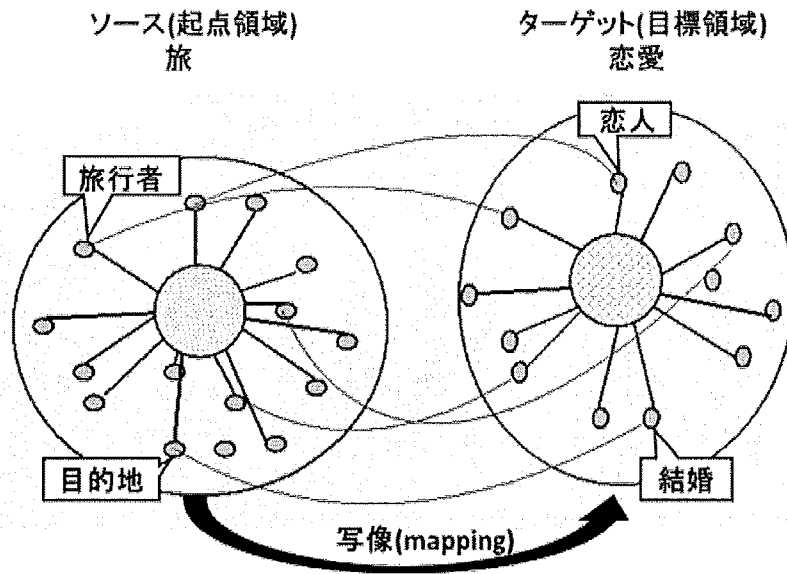 ソース(起点領域)
旅
ターゲット(目標領域)
恋愛
旅行者
恋人
目的地
結婚
写像(mapping)